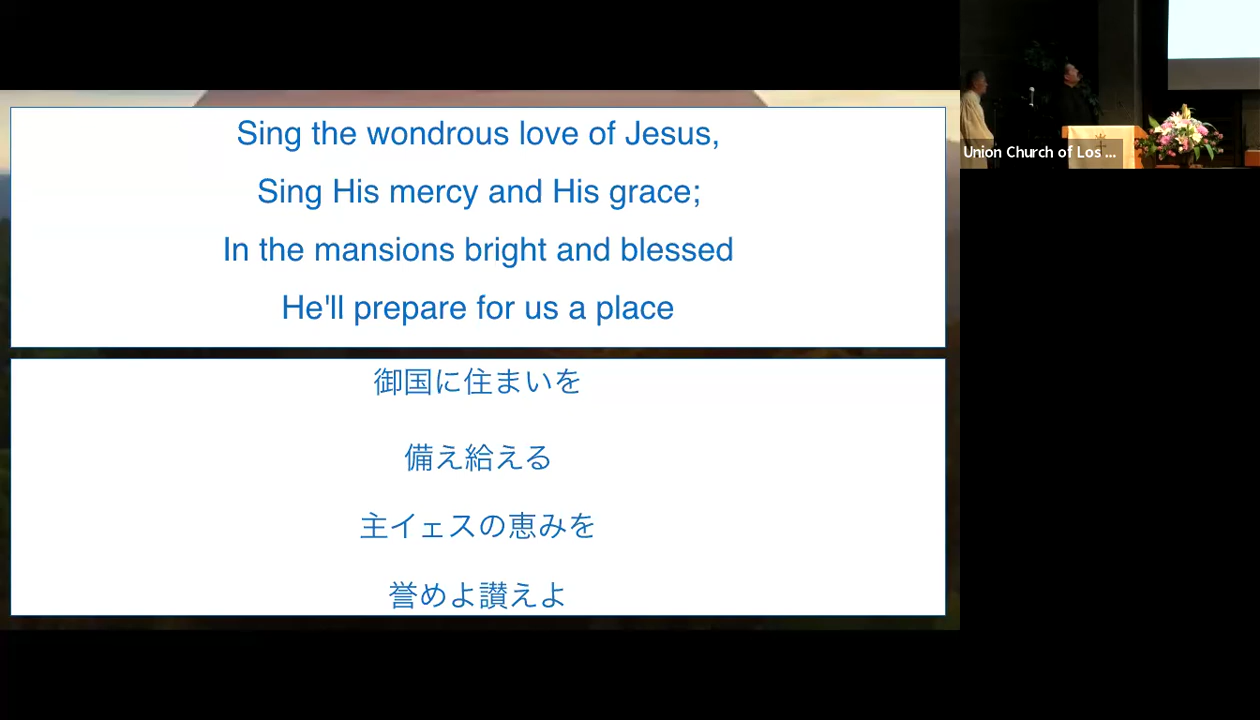 Sing the wondrous love of Jesus,
Sing His mercy and His grace;
In the mansions bright and blessed
He'll prepare for us a place
御国に住まいを
備え給える
主イェスの恵みを
誉めよ讃えよ
Union Church of Los ...